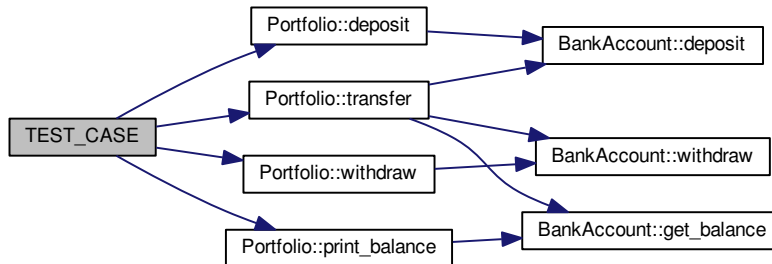 Portfolio::deposit
BankAccount::deposit
Portfolio::transfer
TEST_CASE
BankAccount::withdraw
Portfolio::withdraw
BankAccount::get_balance
Portfolio::print_balance